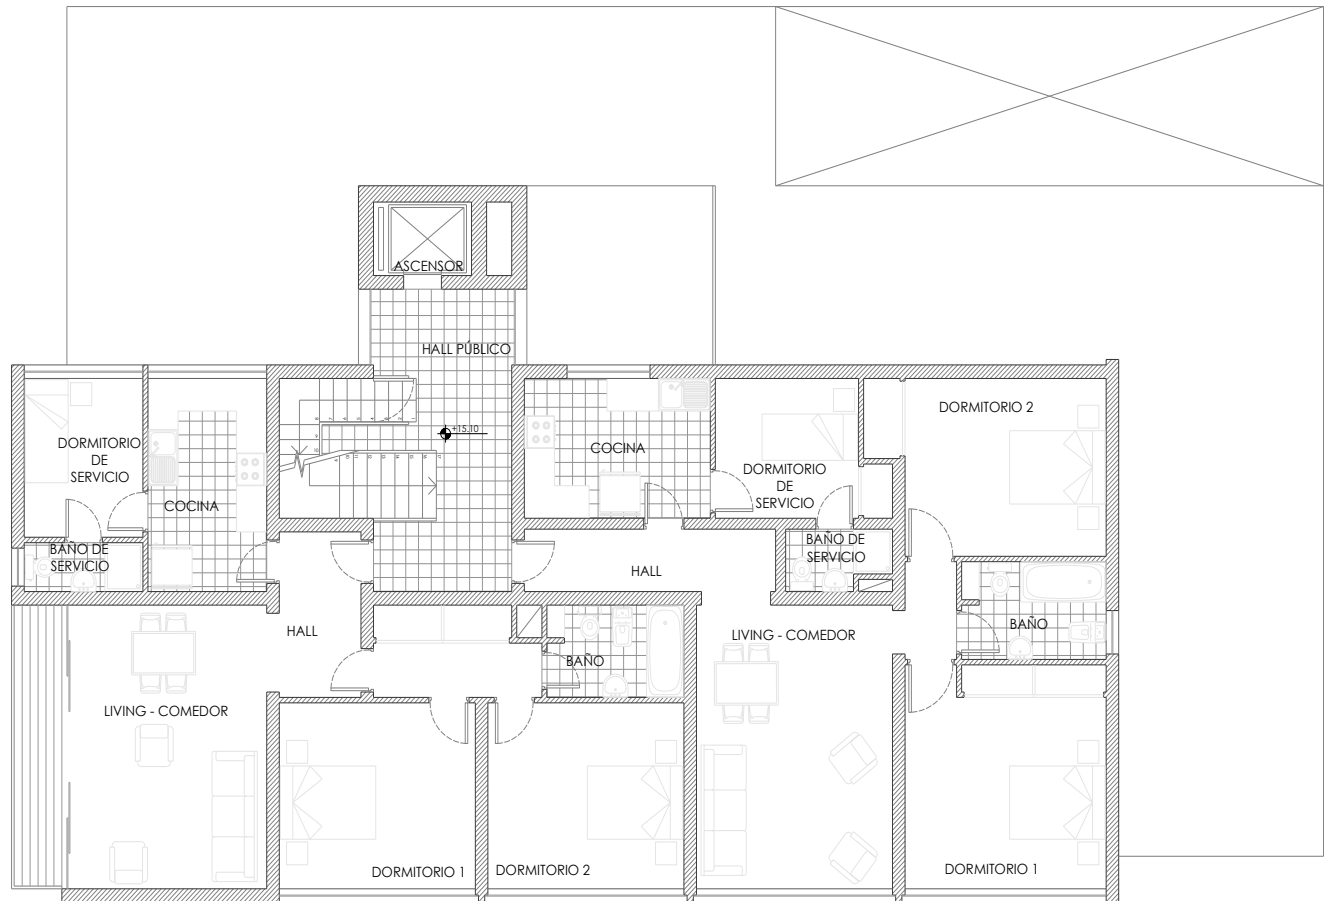 ASCENSOR
HALL PÚBLICO
+15.10
DORMITORIO 2
DORMITORIO
DE
SERVICIO
COCINA
COCINA
DORMITORIO
DE
SERVICIO
BAÑO DE
SERVICIO
BAÑO DE
SERVICIO
HALL
HALL
LIVING - COMEDOR
BAÑO
BAÑO
LIVING - COMEDOR
DORMITORIO 1
DORMITORIO 2
DORMITORIO 1